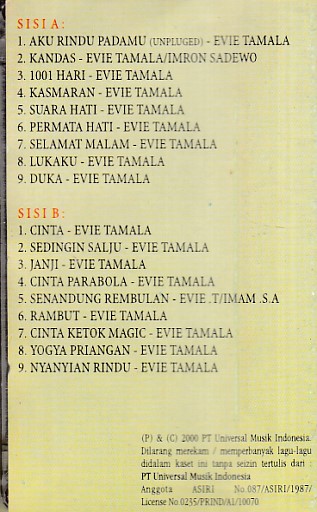 SISI A:
1. AKU RINDU PADAMU (UNPLUGED) - EVIE TAMALA
2. KANDAS - EVIE TAMALA/IMRON SADEWO
3. 1001 HARI - EVIE TAMALA
4. KASMARAN - EVIE TAMALA
5. SUARA HATI - EVIE TAMALA
6. PERMATA HATI - EVIE TAMALA
7. SELAMAT MALAM - EVIE TAMALA
8. LUKAKU - EVIE TAMALA
9. DUKA - EVIE TAMALA
SISI B:
1. CINTA - EVIE TAMALA
2. SEDINGIN SALJU - EVIE TAMALA
3. JANJI - EVIE TAMALA
4. CINTA PARABOLA - EVIE TAMALA
5. SENANDUNG REMBULAN - EVIE .T/IMAM .S.A
6. RAMBUT - EVIE TAMALA
7. CINTA KETOK MAGIC - EVIE TAMALA
8. YOGYA PRIANGAN - EVIE TAMALA
9. NYANYIAN RINDU - EVIE TAMALA
(P) & (C) 2000 PT Universal Musik Indonesia.
Dilarang merekam / memperbanyak lagu-lagu
didalam kaset ini tanpa seizin tertulis dari :
PT Universal Musik Indonesia
Anggota ASIRI No.087/ASIRI/1987/
License No.0235/PRIND/A1/10070